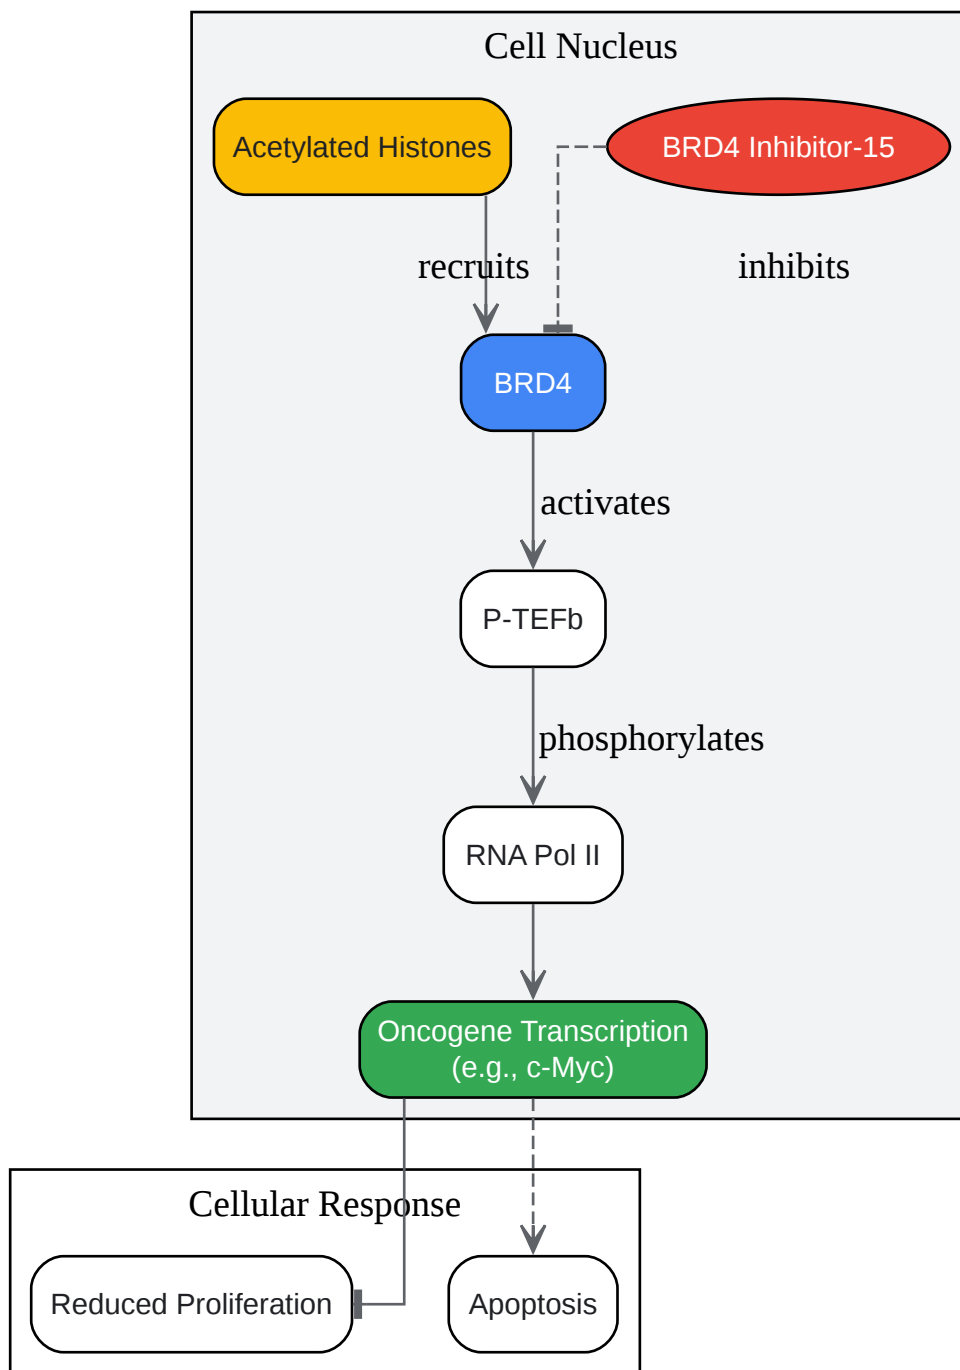 Cell Nucleus
Acetylated Histones
BRD4 Inhibitor-15
recruits
inhibits
BRD4
activates
P-TEFb
phosphorylates
RNA Pol II
Oncogene Transcription
(e.g., c-Myc)
Cellular Response
Reduced Proliferation
Apoptosis